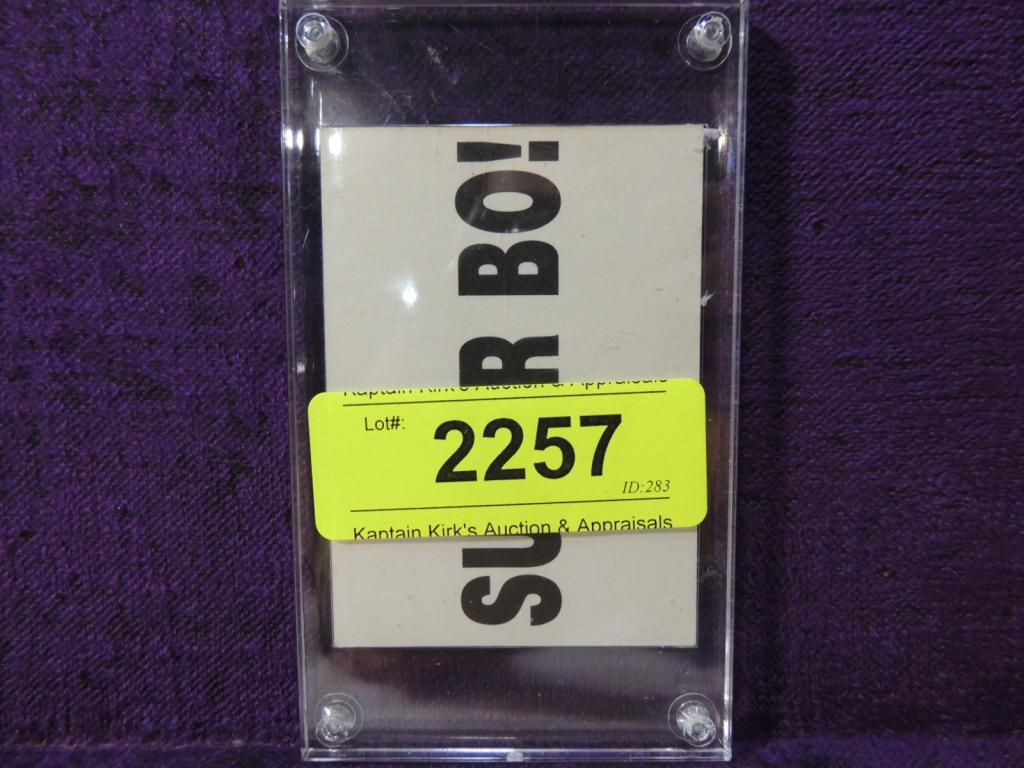 SU R BO!
Kaptain Kirk's Auction & Appraisals
Lot#:
2257
ID:283
Kaptain Kirk's Auction & Appraisals